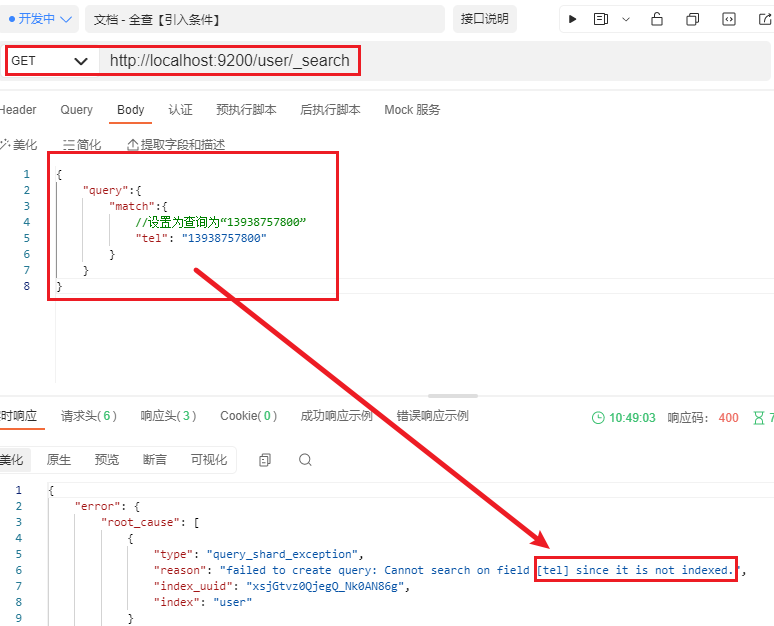 开发中 文档 - 全查【引入条件】 接口说明
GET http://localhost:9200/user/_search
Header Query Body 认证 预执行脚本 后执行脚本 Mock 服务
美化 简化 提取字段和描述
1 {
2 "query":{
3 "match":{
4 //设置为查询为“13938757800”
5 "tel": "13938757800"
6 }
7 }
8 }
时响应 请求头(6) 响应头(3) Cookie(0) 成功响应示例 错误响应示例 10:49:03 响应码: 400 7
美化 原生 预览 断言 可视化
1 {
2 "error": {
3 "root_cause": [
4 {
5 "type": "query_shard_exception",
6 "reason": "failed to create query: Cannot search on field [tel] since it is not indexed.",
7 "index_uuid": "xsjGtvz0QjegQ_Nk0AN86g",
8 "index": "user"
9 }